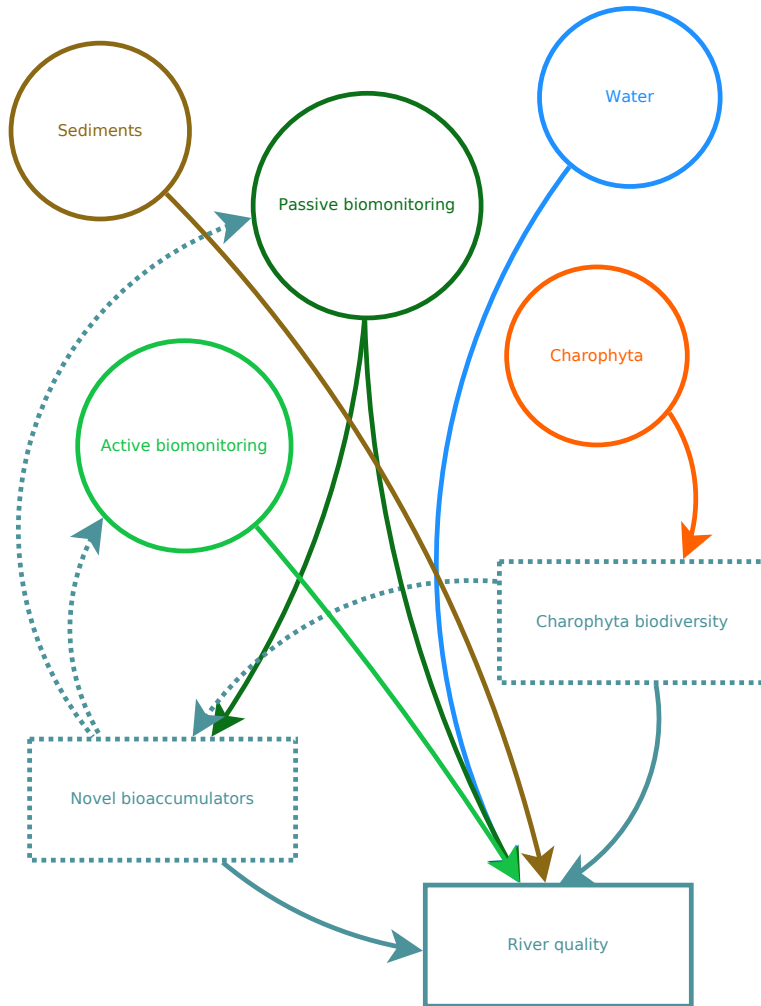 Water
Sediments
Passive biomonitoring
Charophyta
Active biomonitoring
Charophyta biodiversity
Novel bioaccumulators
River quality